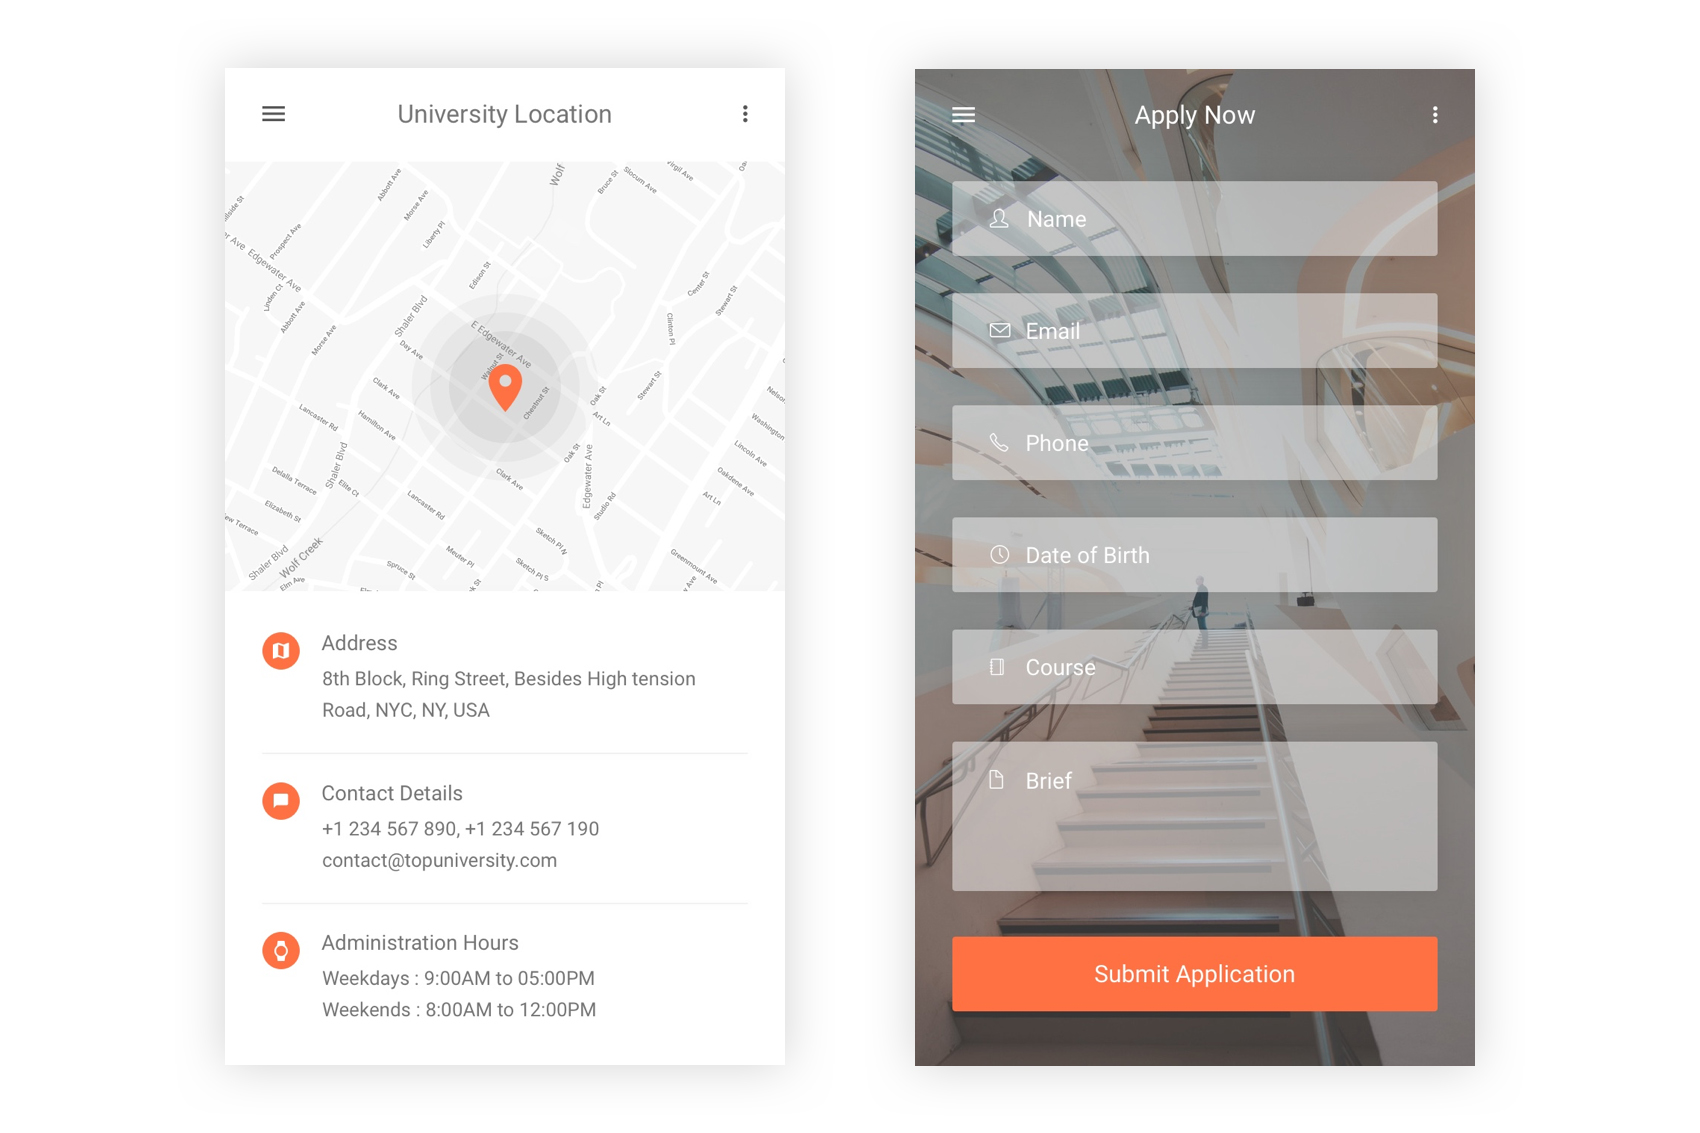 University Location
Wolf
Bruce St
Slocum Ave
Virgil Ave
Abbott Ave
Morse Ave
Liberty Pl
Prospect Ave
Edgewater Ave
Linden Ct
Abbott Ave
Morse Ave
Edison St
Shaler Blvd
Day Ave
E Edgewater Ave
Center St
Stewart St
Clinton Pl
Stewart St
Clark Ave
Chestnut St
Oak St
Art Ln
Lancaster Rd
Hamilton Ave
Washington
Lincoln Ave
Oakdene Ave
Art Ln
Shaler Blvd
Delalla Terrace
Elite Ct
Elizabeth St
Clark Ave
Oak St
Edgewater Ave
Studio Rd
Lancaster Rd
Sketch Pl N
Sketch Pl S
Meuter Pl
Spruce St
Shaler Blvd
Wolf Creek
Elm Ave
Greenmount Ave
Address
8th Block, Ring Street, Besides High tension
Road, NYC, NY, USA
Contact Details
+1 234 567 890, +1 234 567 190
contact@topuniversity.com
Administration Hours
Weekdays : 9:00AM to 05:00PM
Weekends : 8:00AM to 12:00PM
Apply Now
Name
Email
Phone
Date of Birth
Course
Brief
Submit Application